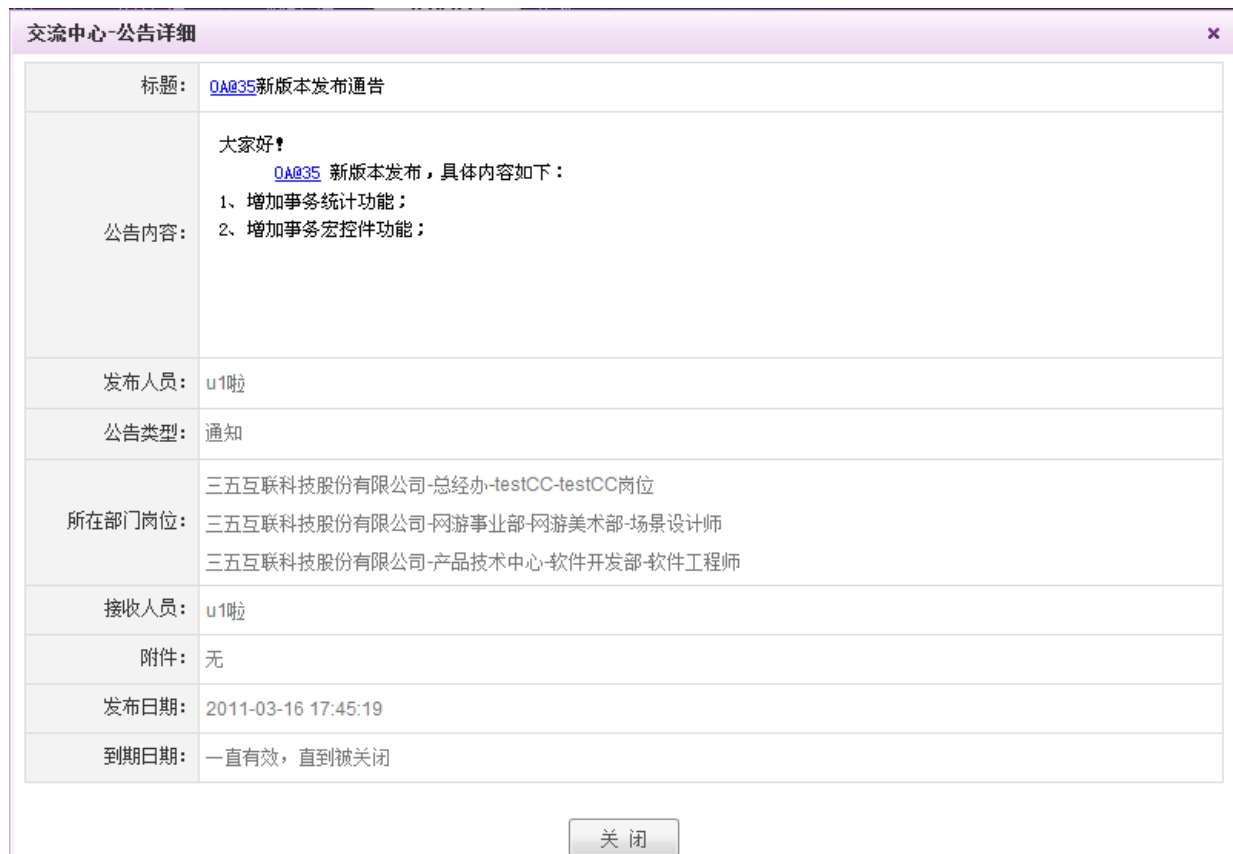 交流中心-公告详细
×
标题: OA@35新版本发布通告
公告内容:
大家好!
OA@35 新版本发布,具体内容如下:
1、增加事务统计功能;
2、增加事务宏控件功能;
发布人员: u1啦
公告类型: 通知
所在部门岗位:
三五互联科技股份有限公司-总经办-testCC-testCC岗位
三五互联科技股份有限公司-网游事业部-网游美术部-场景设计师
三五互联科技股份有限公司-产品技术中心-软件开发部-软件工程师
接收人员: u1啦
附件: 无
发布日期: 2011-03-16 17:45:19
到期日期: 一直有效,直到被关闭
关 闭